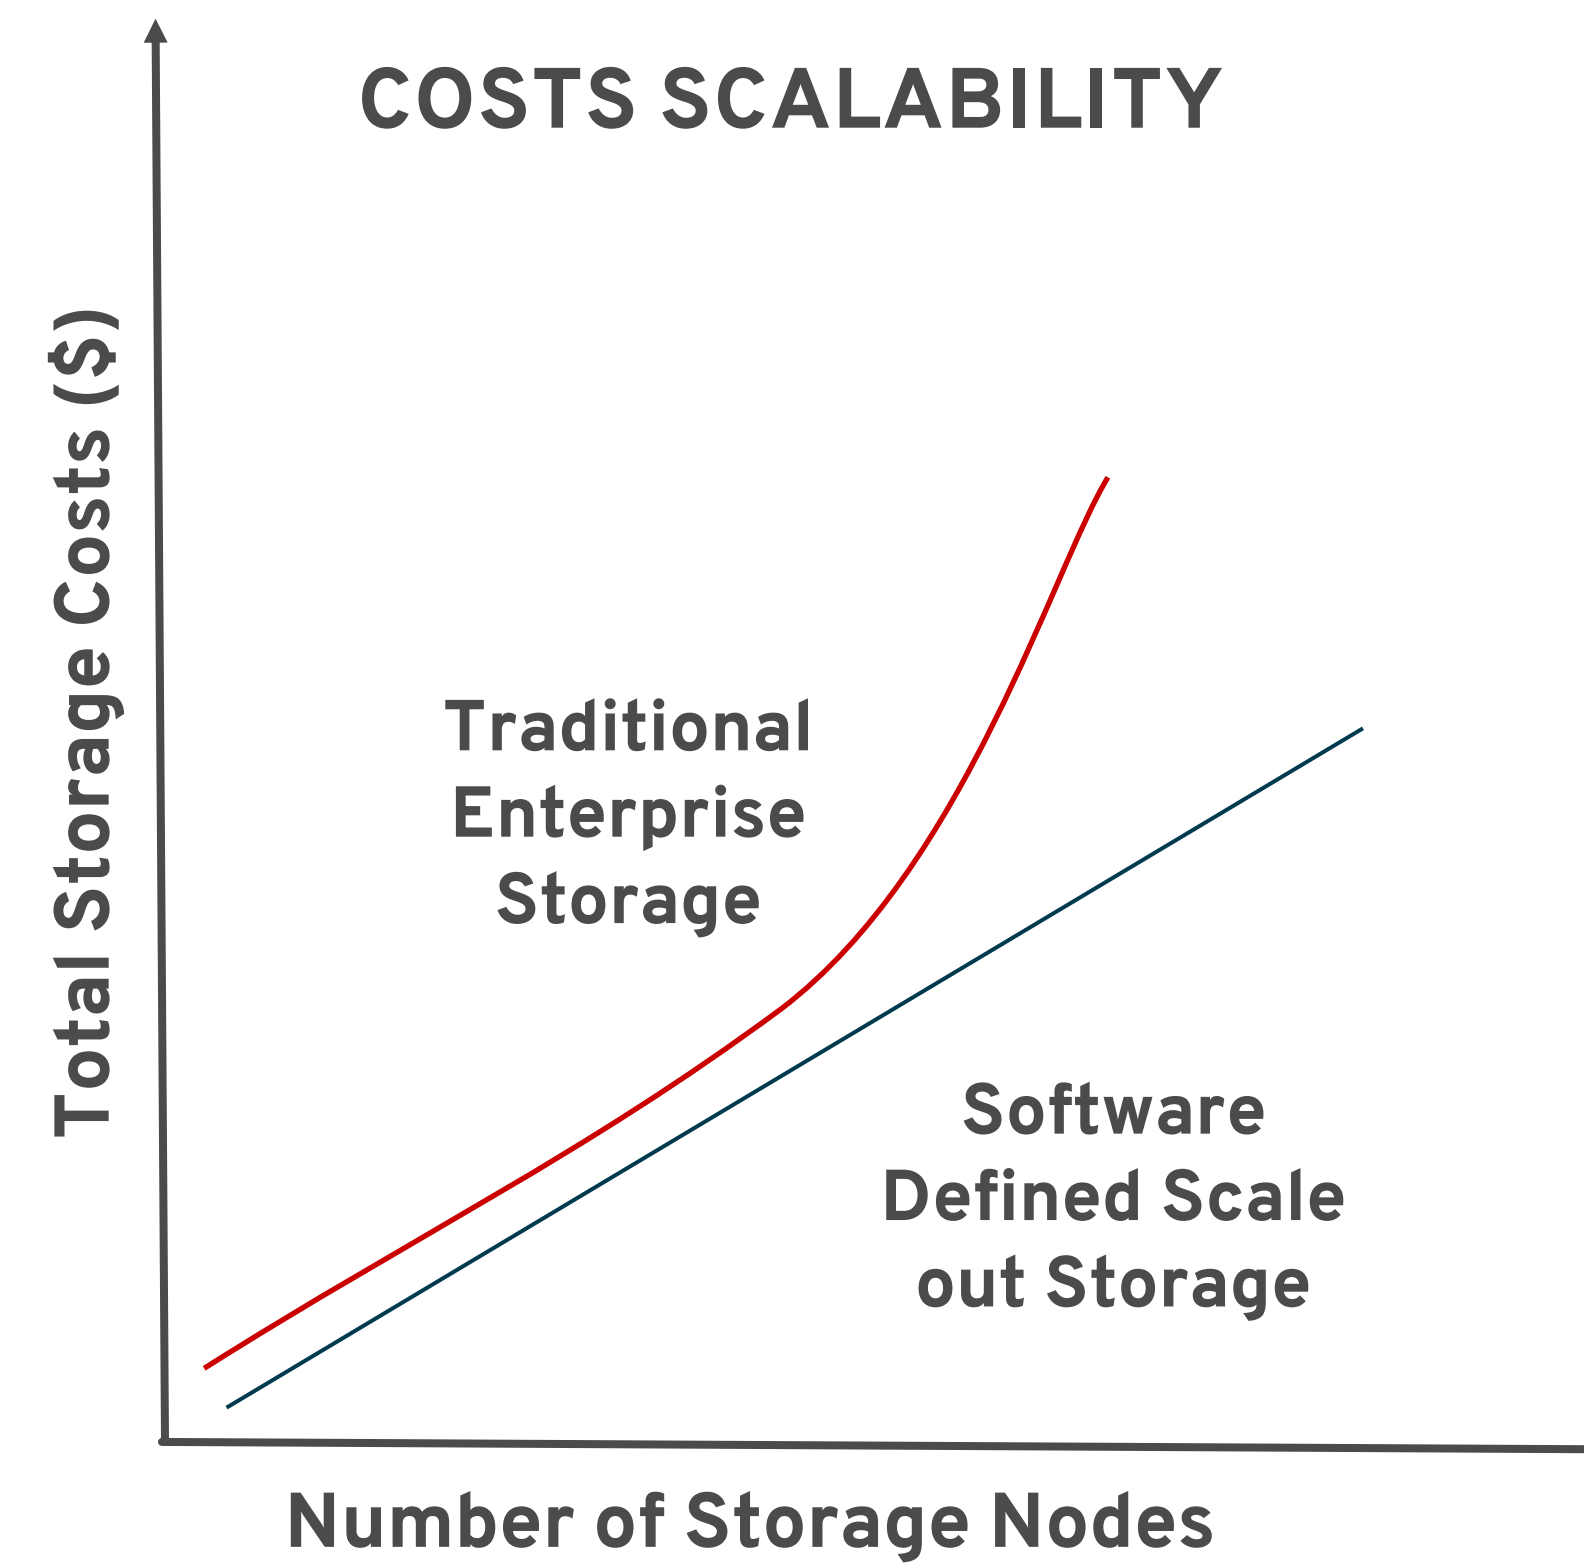 COSTS SCALABILITY
Total Storage Costs ($)
Traditional
Enterprise
Storage
Software
Defined Scale
out Storage
Number of Storage Nodes